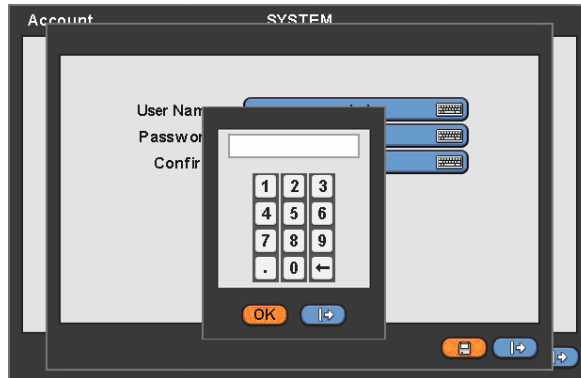 Account SYSTEM
User Nam
Passwor
Confir
1 2 3
4 5 6
7 8 9
. 0 ←
OK